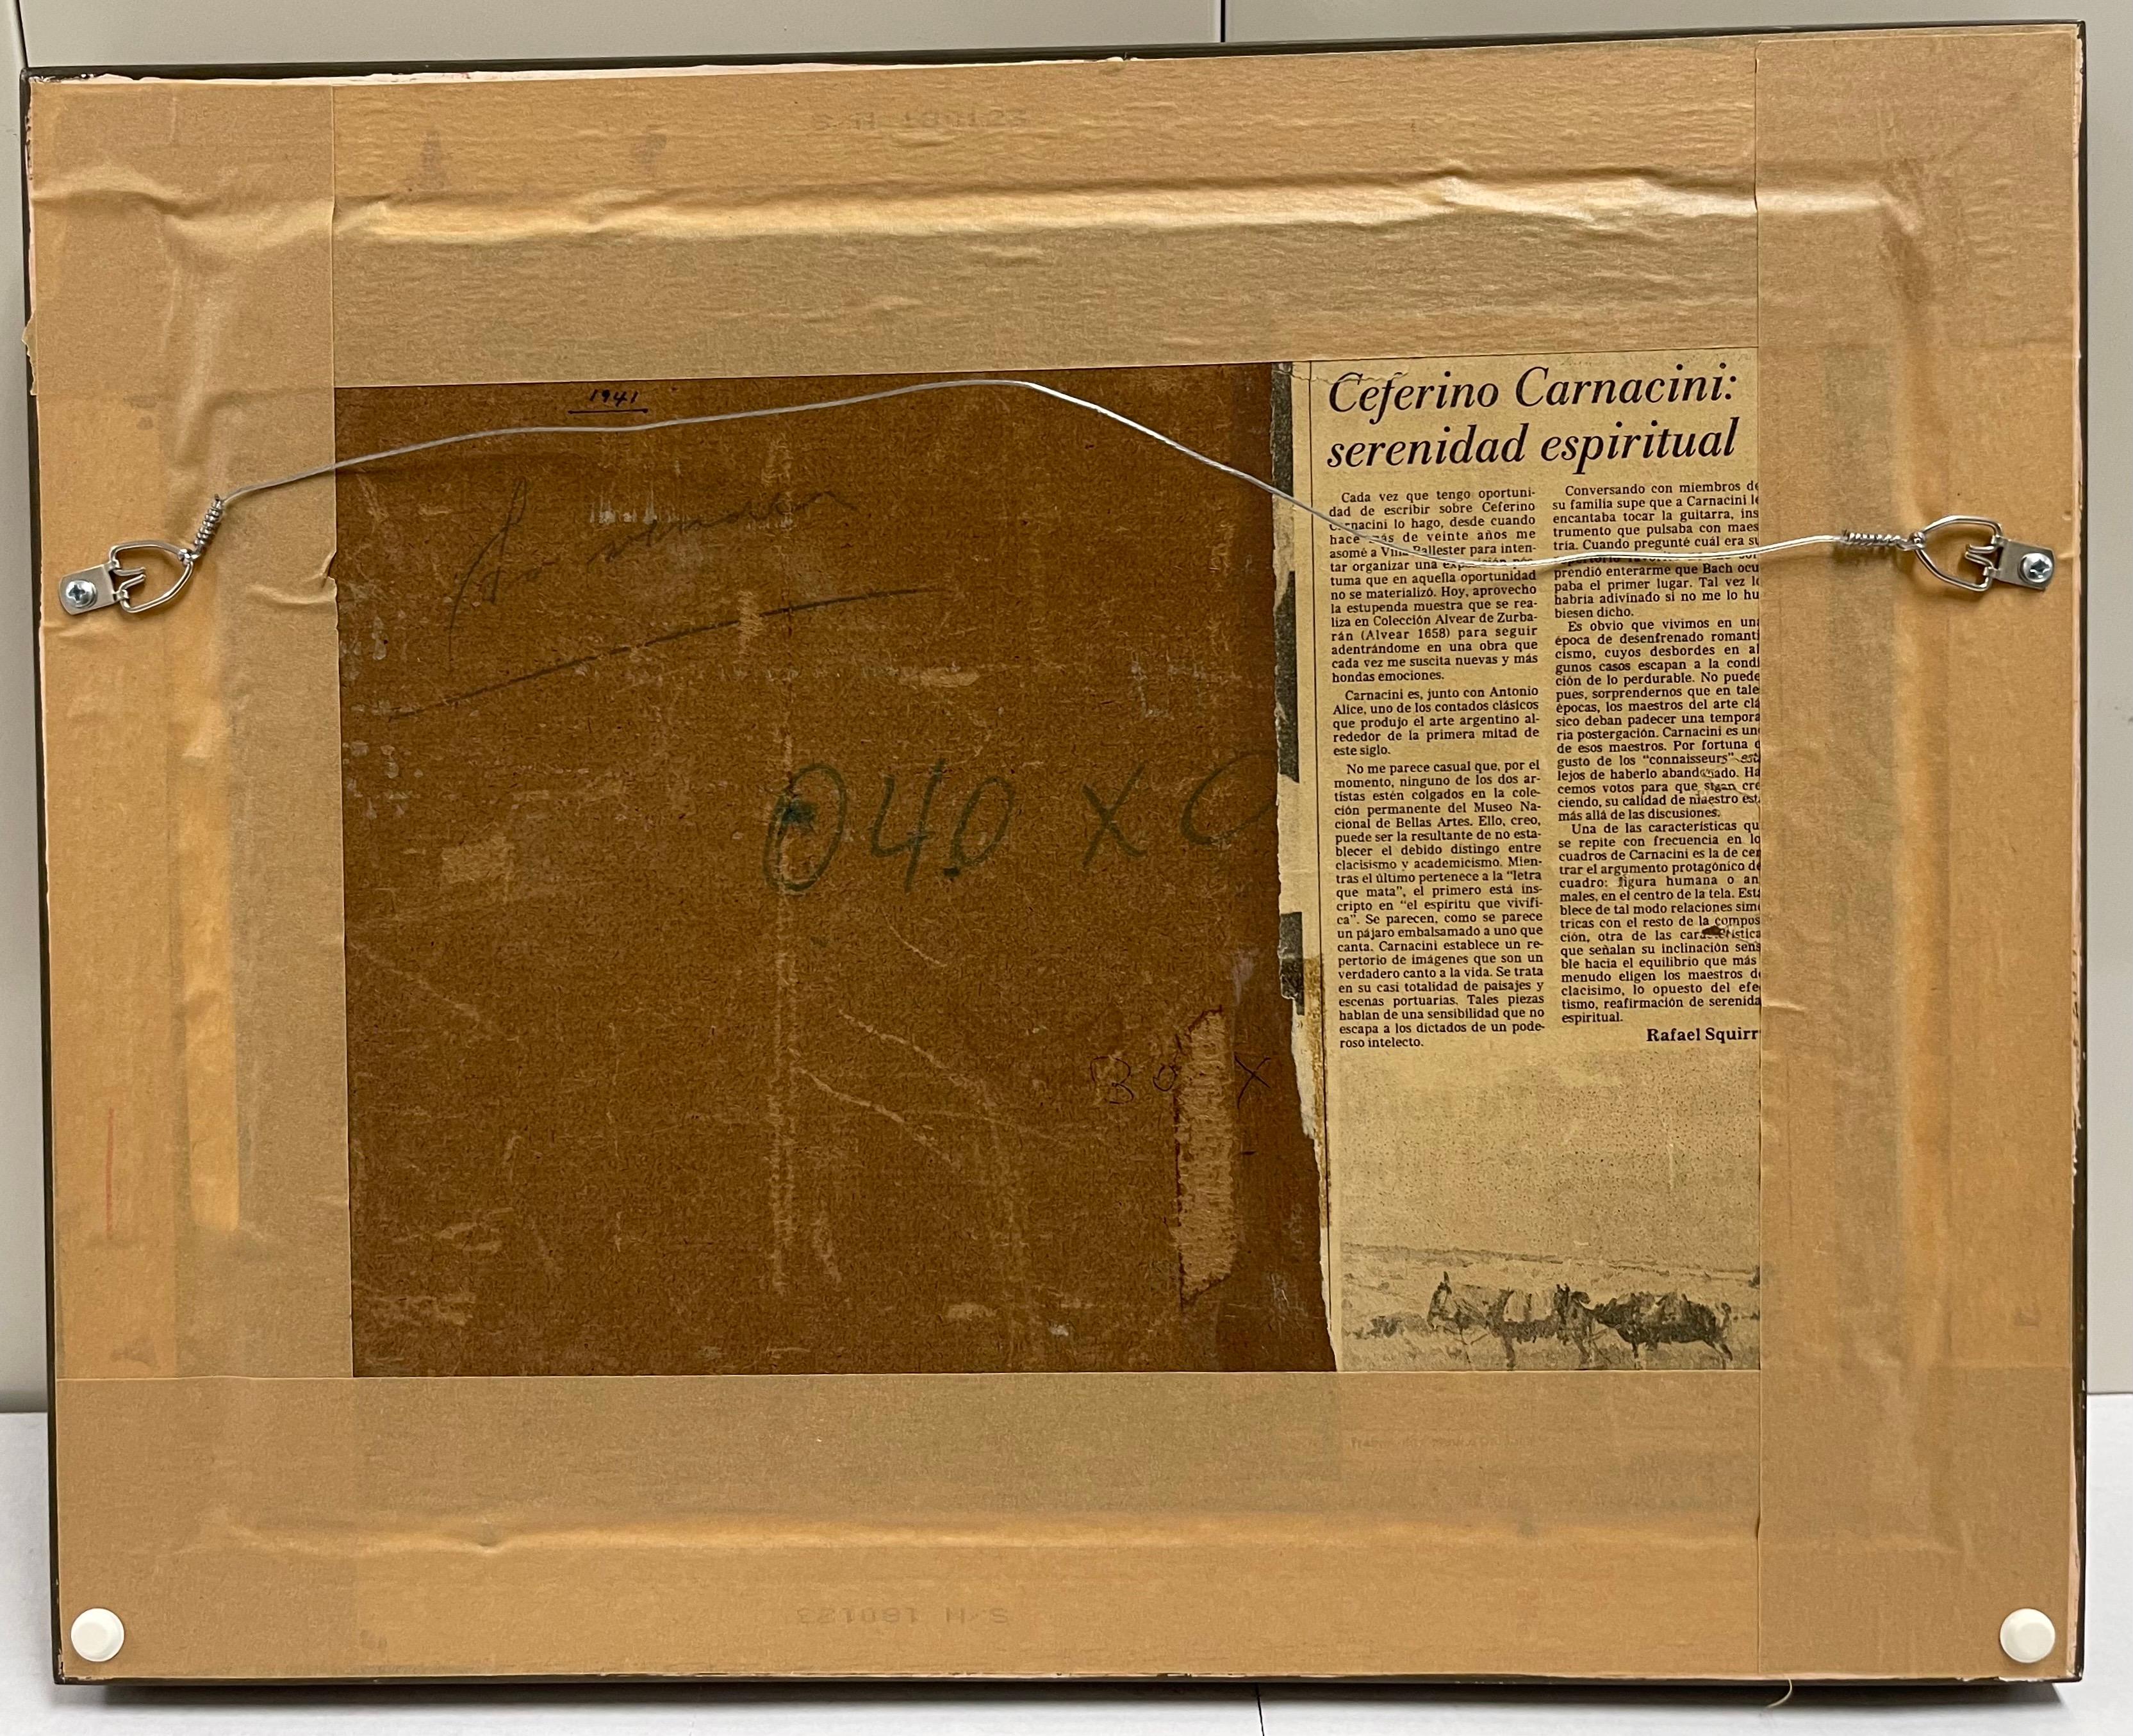 1941
040 x
30 x
Ceferino Carnacini:
serenidad espiritual
Cada vez que tengo oportuni-
dad de escribir sobre Ceferino
Carnacini lo hago, desde cuando
hace más de veinte años me
asomé a Villa Ballester para inten-
tar organizar una exposición pós-
tuma que en aquella oportunidad
no se materializó. Hoy, aprovecho
la estupenda muestra que se rea-
liza en Colección Alvear de Zurba-
rán (Alvear 1658) para seguir
adentrándome en una obra que
cada vez me suscita nuevas y más
hondas emociones.
Carnacini es, junto con Antonio
Alice, uno de los contados clásicos
que produjo el arte argentino al-
rededor de la primera mitad de
este siglo.
No me parece casual que, por el
momento, ninguno de los dos ar-
tistas estén colgados en la cole-
ción permanente del Museo Na-
cional de Bellas Artes. Ello, creo,
puede ser la resultante de no esta-
blecer el debido distingo entre
clacisismo y academicismo. Mien-
tras el último pertenece a la "letra
que mata", el primero está ins-
cripto en "el espíritu que vivifi-
ca". Se parecen, como se parece
un pájaro embalsamado a uno que
canta. Carnacini establece un re-
pertorio de imágenes que son un
verdadero canto a la vida. Se trata
en su casi totalidad de paisajes y
escenas portuarias. Tales piezas
hablan de una sensibilidad que no
escapa a los dictados de un pode-
roso intelecto.
Conversando con miembros de
su familia supe que a Carnacini le
encantaba tocar la guitarra, ins
trumento que pulsaba con maes
tría. Cuando pregunté cuál era su
repertorio favorito
prendió enterarme que Bach ocu
paba el primer lugar. Tal vez lo
habría adivinado si no me lo hu
biesen dicho.
Es obvio que vivimos en una
época de desenfrenado romanti
cismo, cuyos desbordes en al
gunos casos escapan a la condi
ción de lo perdurable. No puede
pues, sorprendernos que en tale
épocas, los maestros del arte clá
sico deban padecer una tempora
ria postergación. Carnacini es un
de esos maestros. Por fortuna e
gusto de los "connaisseurs" está
lejos de haberlo abandonado. Ha
cemos votos para que sigan cre
ciendo, su calidad de maestro est
más allá de las discusiones.
Una de las características qu
se repite con frecuencia en lo
cuadros de Carnacini es la de cen
trar el argumento protagónico de
cuadro: figura humana o ani
males, en el centro de la tela. Esta
blece de tal modo relaciones simé
tricas con el resto de la compos
ción, otra de las característica
que señalan su inclinación sens
ble hacia el equilibrio que más
menudo eligen los maestros de
clacisimo, lo opuesto del efe
tismo, reafirmación de serenida
espiritual.
Rafael Squirr
S/H 180123